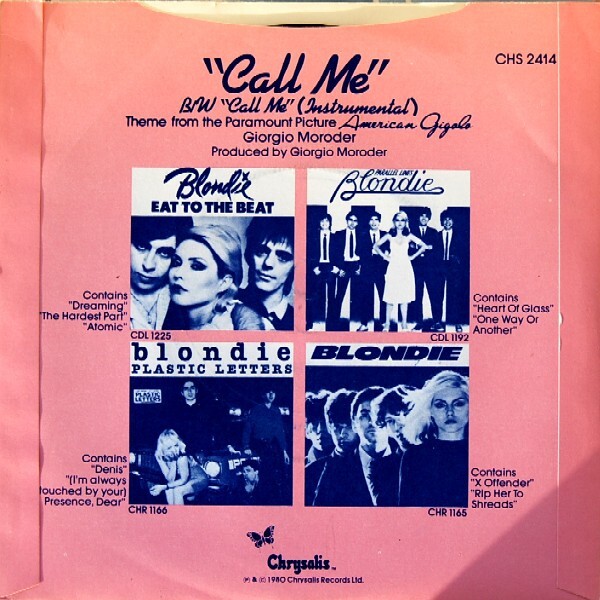 CHS 2414
"Call Me"
B/W "Call Me" (Instrumental)
Theme from the Paramount Picture American Gigolo
Giorgio Moroder
Produced by Giorgio Moroder
Blondie
EAT TO THE BEAT
Contains
"Dreaming"
"The Hardest Part"
"Atomic"
CDL 1225
PARALLEL LINES
Blondie
Contains
"Heart Of Glass"
"One Way Or
Another"
CDL 1192
blondie
PLASTIC LETTERS
PLASTIC
LETTERS
Contains
"Denis"
"(I'm always
touched by your)
Presence, Dear"
CHR 1166
BLONDIE
Contains
"X Offender"
"Rip Her To
Shreads"
CHR 1165
Chrysalis TM
℗ & © 1980 Chrysalis Records Ltd.